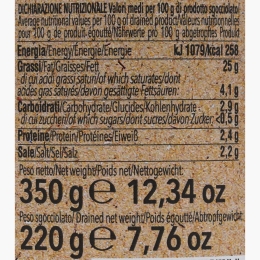 DICHIARAZIONE NUTRIZIONALE Valori medi per 100 g di prodotto sgocciolato/
Average nutritional values per 100 g of drained product/Valeurs nutritionnelles
pour 100 g de produit égoutté/Nährwerte pro 100 g abgetropftes Produkt
Energia/Energy/Énergie/Energie kJ 1079/kcal 258
Grassi/Fat/Graisses/Fett 25 g
- di cui acidi grassi saturi/of which saturates/dont
acides gras saturés/davon gesättigte Fettsäuren: 4,1 g
Carboidrati/Carbohydrate/Glucides/Kohlenhydrate 2,9 g
- di cui zuccheri/of which sugars/dont sucres/davon Zucker <0,5 g
Proteine/Protein/Protéines/Eiweiß 2,4 g
Sale/Salt/Sel/Salz 2,2 g
Peso netto/Net weight/Poids net/Nettogewicht:
350 g e 12,34 oz
Peso sgocciolato/Drained net weight/Poids égoutté/Abtropfgewicht:
220 g e 7,76 oz